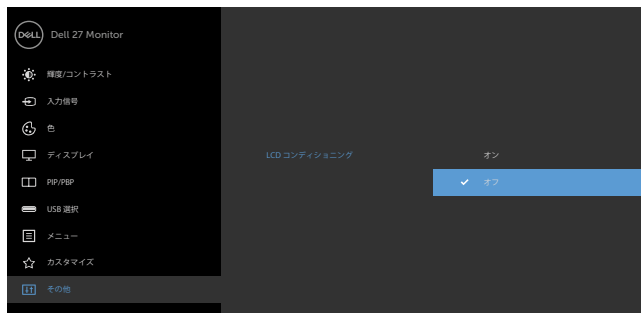 DELL Dell 27 Monitor
輝度/コントラスト
入力信号
色
ディスプレイ
LCD コンディショニング オン
PIP/PBP
オフ
USB 選択
メニュー
カスタマイズ
その他